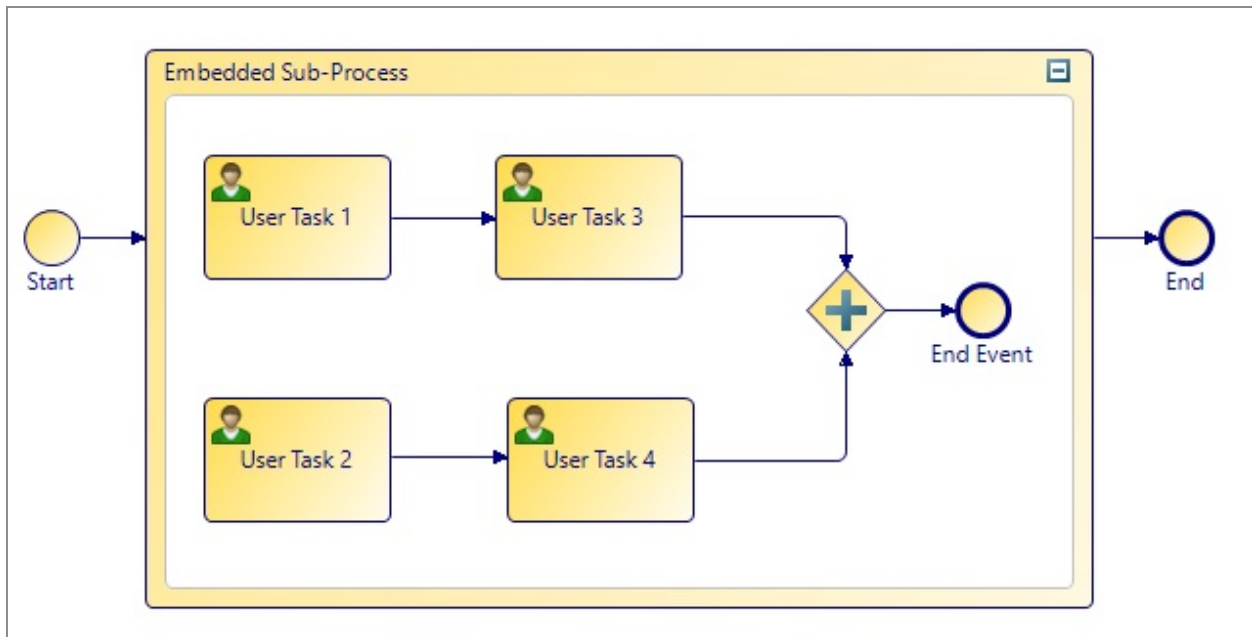 Embedded Sub-Process
User Task 1
User Task 3
Start
End
End Event
User Task 2
User Task 4